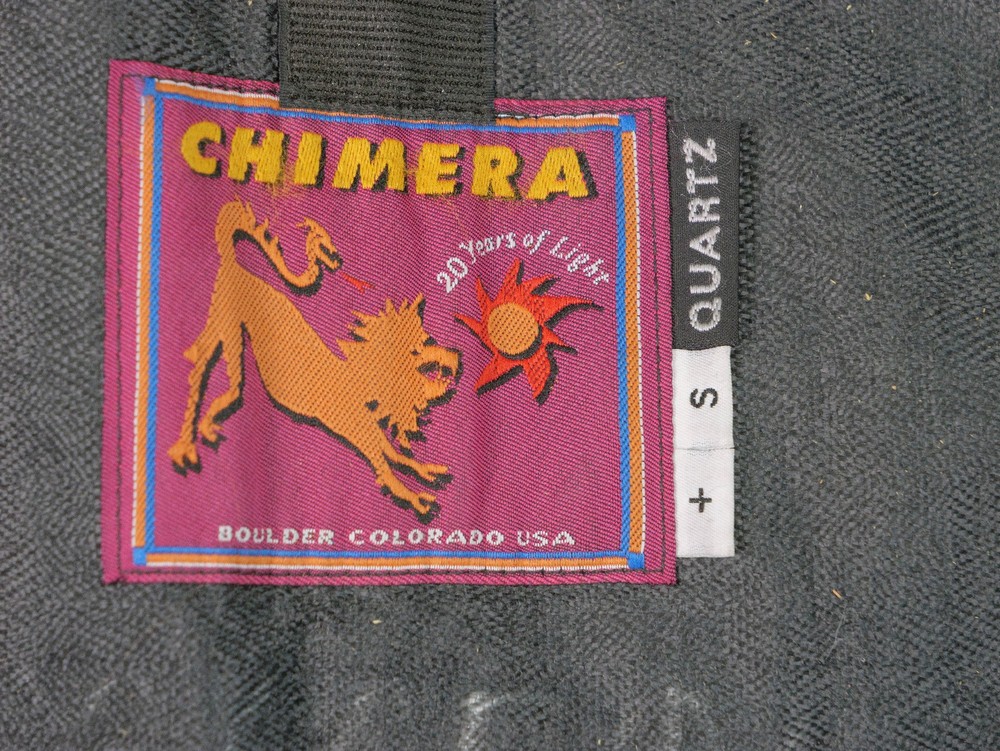 CHIMERA
20 Years of Light
BOULDER COLORADO USA
QUARTZ
S
+